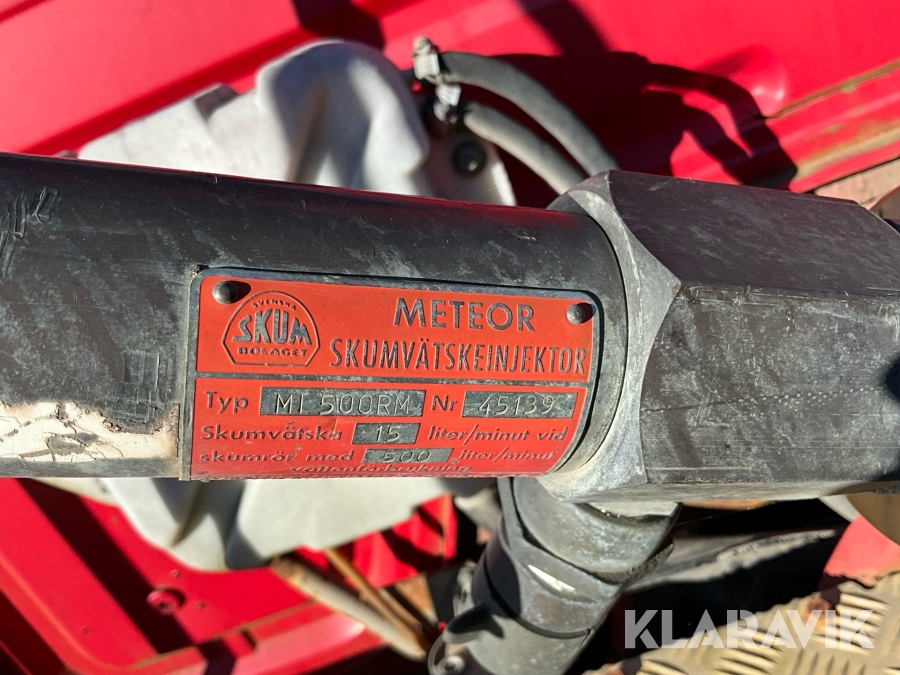 SVENSKA
SKUM
BOLAGET
METEOR
SKUMVÄTSKEINJEKTOR
Typ MI 500RM Nr 45139
Skumvätska 15 liter/minut vid
skumrör med 500 liter/minut
vattenförbrukning
KLARAVIK